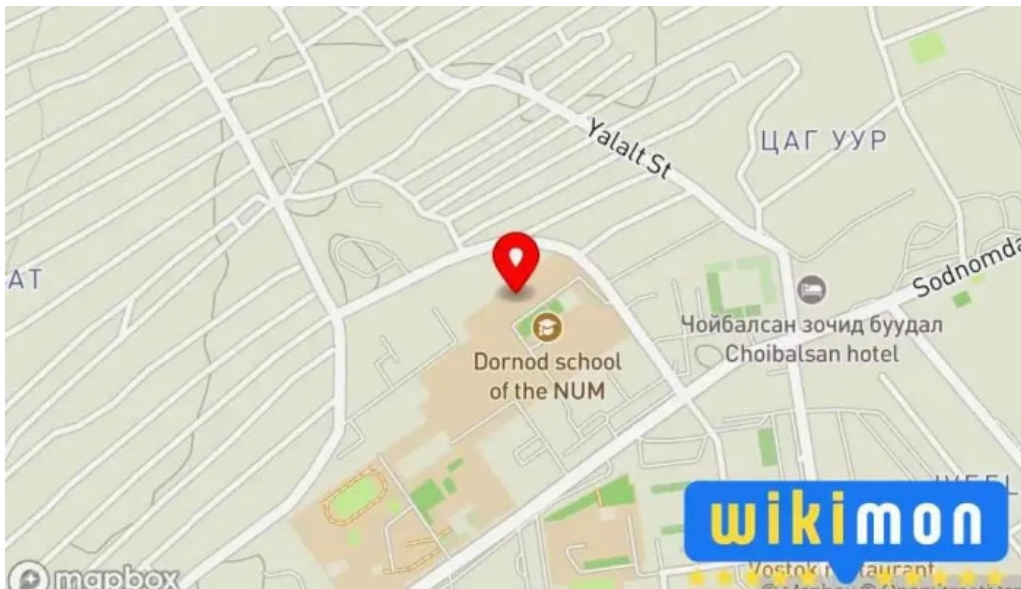 Yalalt St
ЦАГ УУР
АТ
Sodnomda
Чойбалсан зочид буудал
Choibalsan hotel
Dornod school
of the NUM
wikimon
Vostok restaurant
mapbox